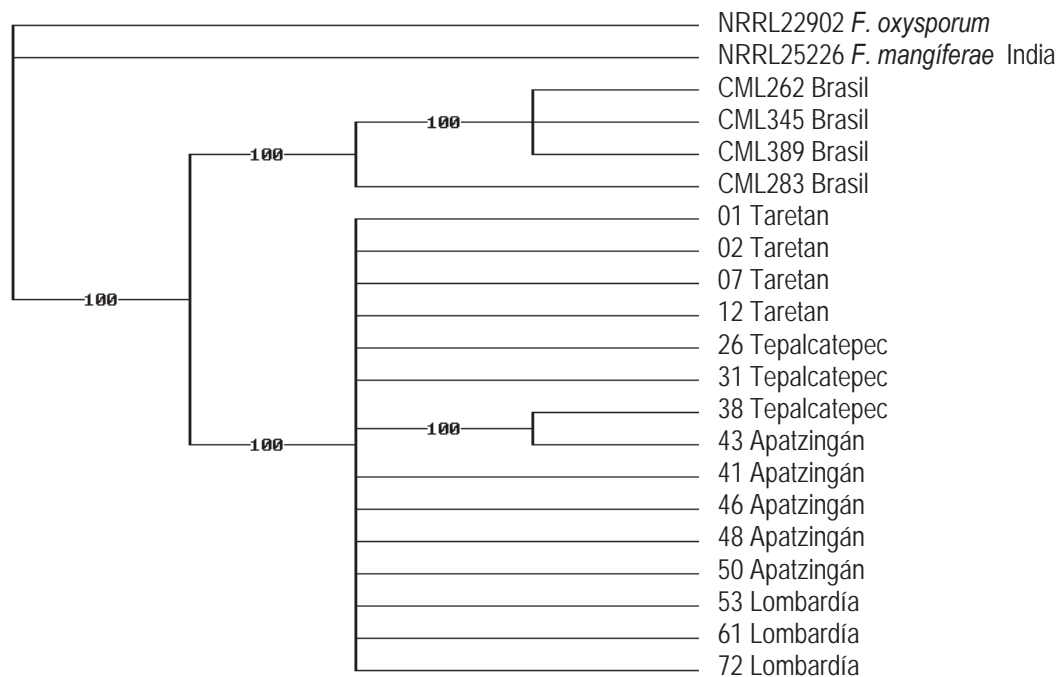 NRRL22902 F. oxysporum
NRRL25226 F. mangíferae India
CML262 Brasil
100 CML345 Brasil
100 CML389 Brasil
CML283 Brasil
01 Taretan
02 Taretan
07 Taretan
100 12 Taretan
26 Tepalcatepec
31 Tepalcatepec
38 Tepalcatepec
100
100 43 Apatzingán
41 Apatzingán
46 Apatzingán
48 Apatzingán
50 Apatzingán
53 Lombardía
61 Lombardía
72 Lombardía